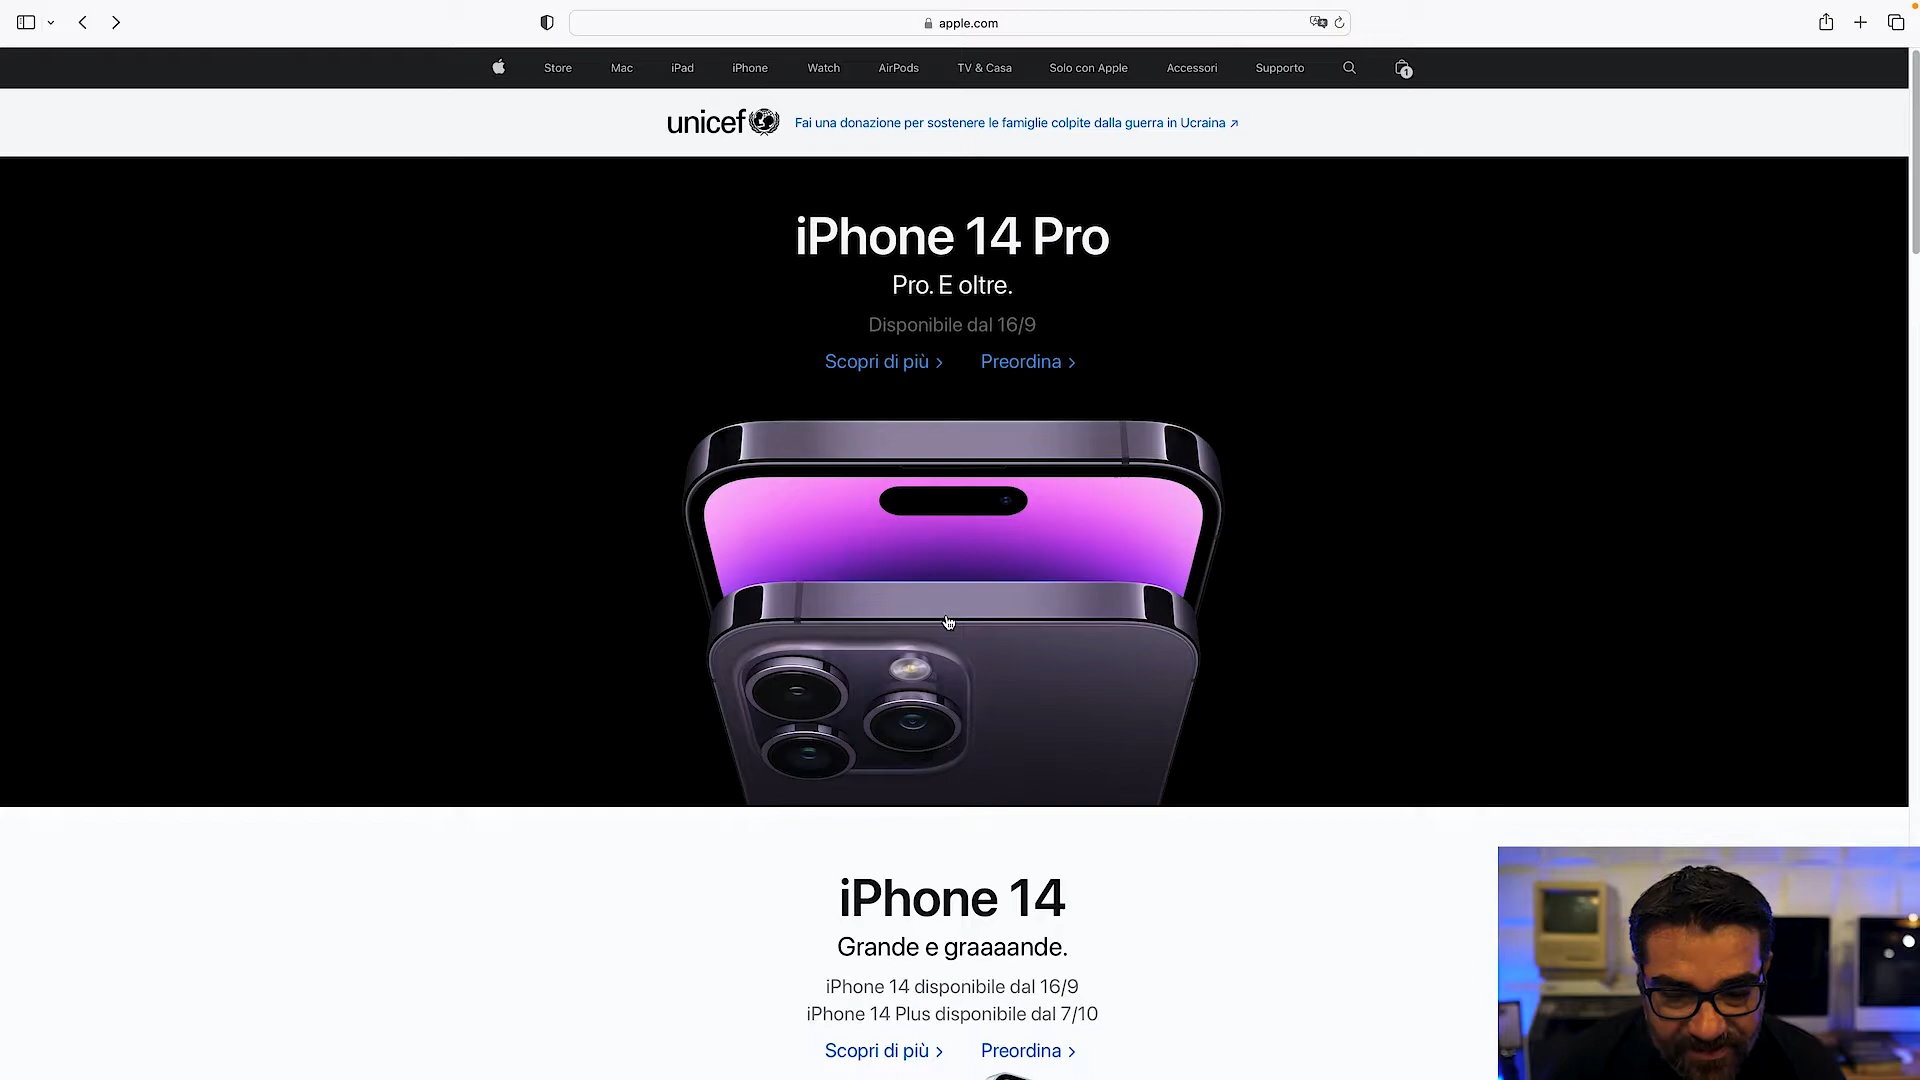 apple.com
Store Mac iPad iPhone Watch AirPods TV & Casa Solo con Apple Accessori Supporto 1
unicef Fai una donazione per sostenere le famiglie colpite dalla guerra in Ucraina ↗
iPhone 14 Pro
Pro. E oltre.
Disponibile dal 16/9
Scopri di più > Preordina >
iPhone 14
Grande e graaaande.
iPhone 14 disponibile dal 16/9
iPhone 14 Plus disponibile dal 7/10
Scopri di più > Preordina >